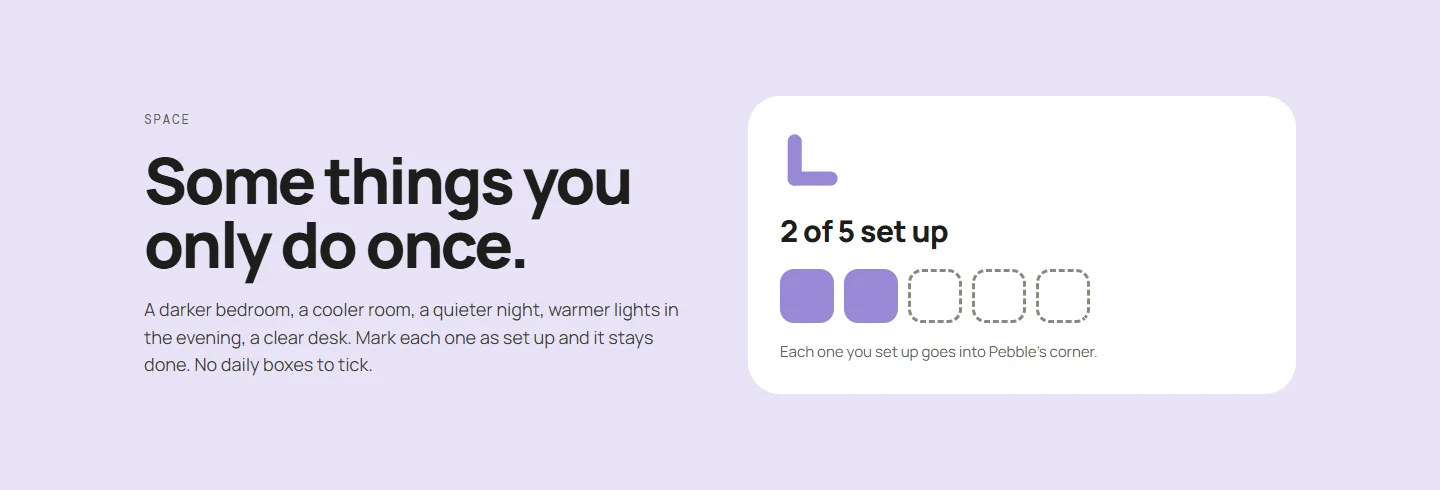 SPACE
Some things you
only do once.
A darker bedroom, a cooler room, a quieter night, warmer lights in
the evening, a clear desk. Mark each one as set up and it stays
done. No daily boxes to tick.
2 of 5 set up
Each one you set up goes into Pebble's corner.